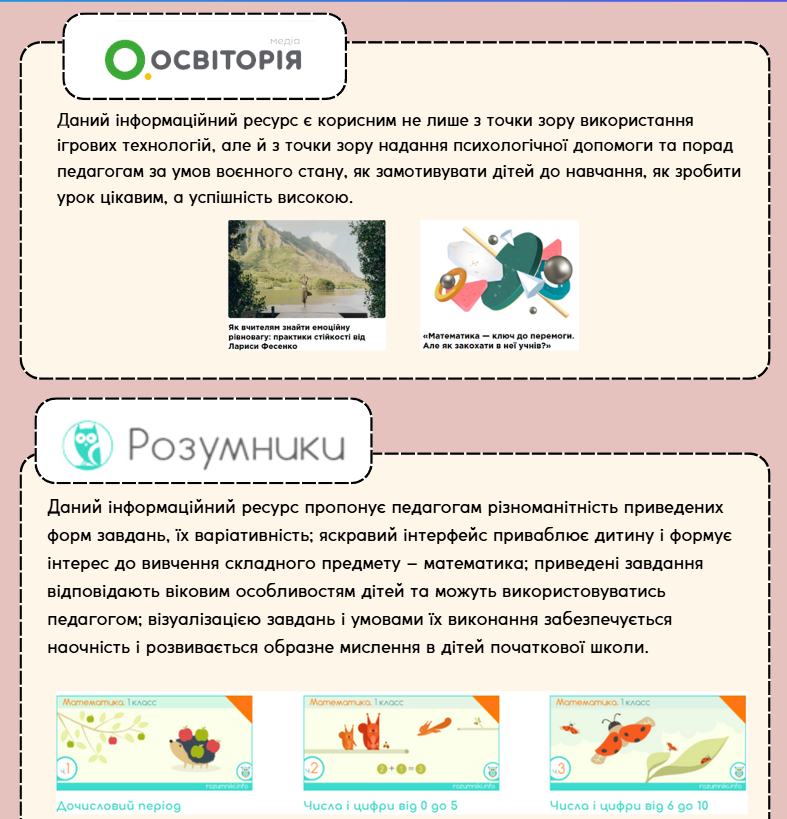 медіа
ОСВІТОРІЯ
Даний інформаційний ресурс є корисним не лише з точки зору використання
ігрових технологій, але й з точки зору надання психологічної допомоги та порад
педагогам за умов воєнного стану, як замотивувати дітей до навчання, як зробити
урок цікавим, а успішність високою.
Як вчителям знайти емоційну
рівновагу: практики стійкості від
Лариси Фесенко
«Математика — ключ до перемоги.
Але як закохати в неї учнів?»
Розумники
Даний інформаційний ресурс пропонує педагогам різноманітність приведених
форм завдань, їх варіативність; яскравий інтерфейс приваблює дитину і формує
інтерес до вивчення складного предмету – математика; приведені завдання
відповідають віковим особливостям дітей та можуть використовуватись
педагогом; візуалізацією завдань і умовами їх виконання забезпечується
наочність і розвивається образне мислення в дітей початкової школи.
Математика. 1 класс
ч.1
rozumniki.info
Дочисловий період
Математика. 1 класс
ч.2
rozumniki.info
Числа і цифри від 0 до 5
Математика. 1 класс
ч.3
rozumniki.info
Числа і цифри від 6 до 10